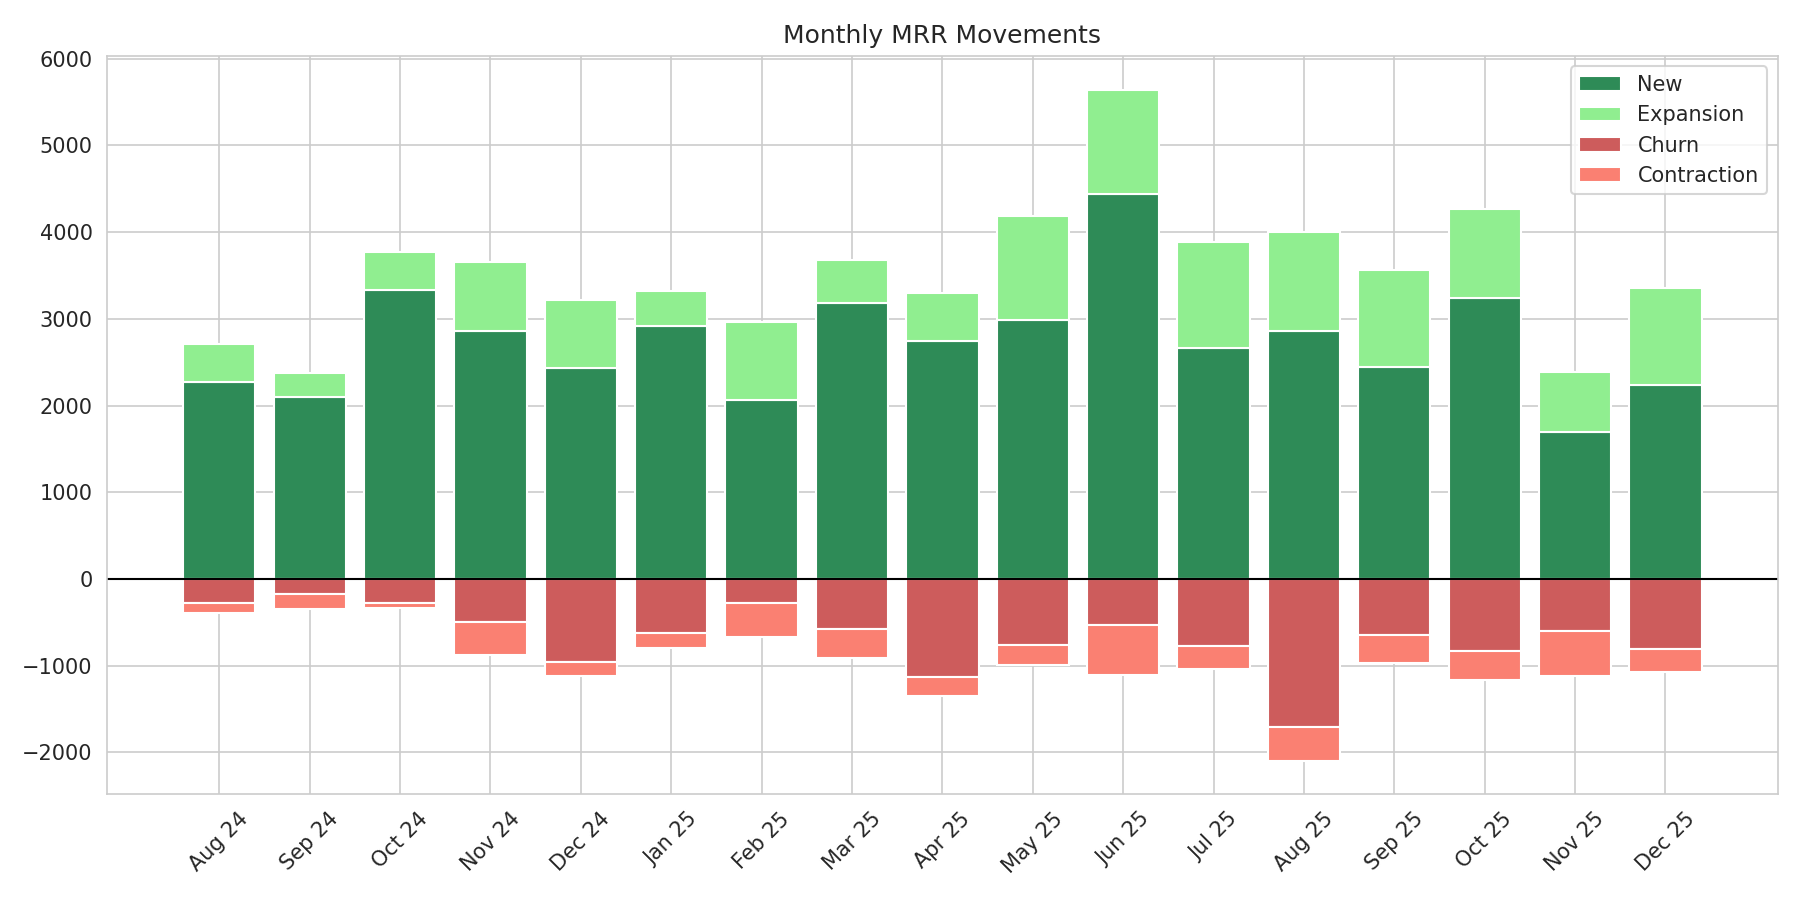 Monthly MRR Movements
6000
5000
4000
3000
2000
1000
0
−1000
−2000
New
Expansion
Churn
Contraction
Aug 24
Sep 24
Oct 24
Nov 24
Dec 24
Jan 25
Feb 25
Mar 25
Apr 25
May 25
Jun 25
Jul 25
Aug 25
Sep 25
Oct 25
Nov 25
Dec 25